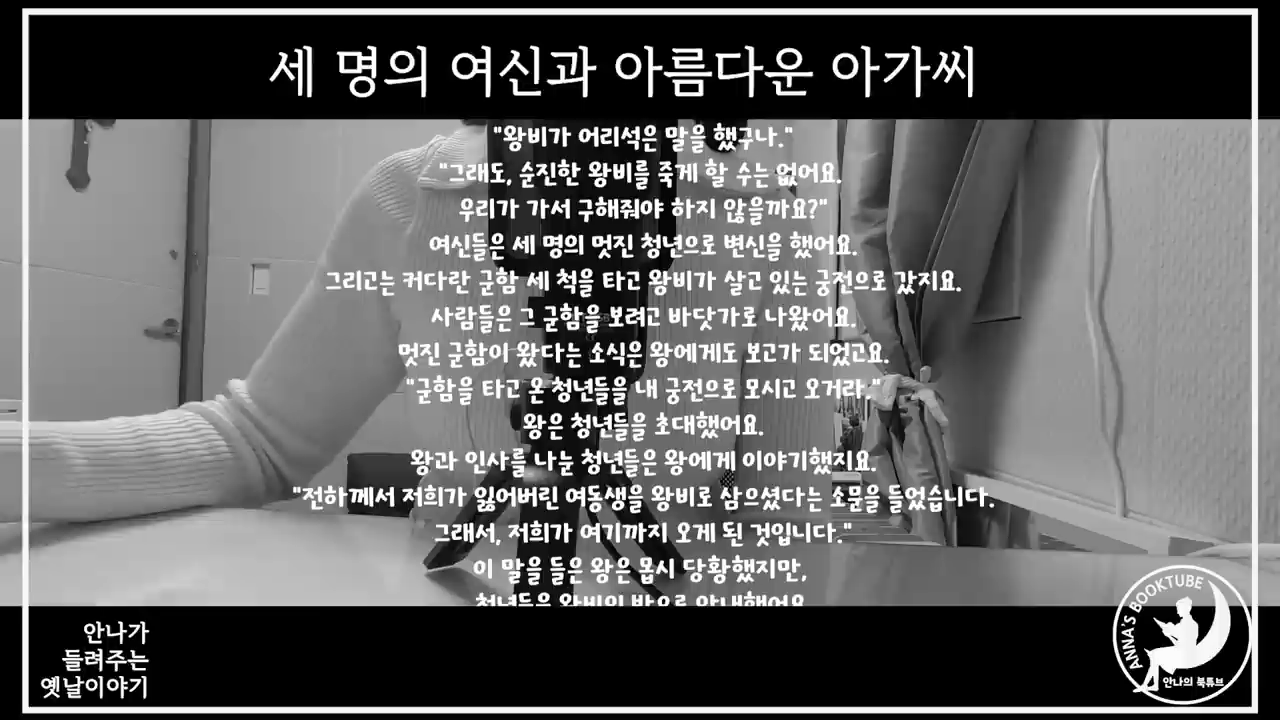 세 명의 여신과 아름다운 아가씨
"왕비가 어리석은 말을 했구나."
"그래도, 순진한 왕비를 죽게 할 수는 없어요.
우리가 가서 구해줘야 하지 않을까요?"
여신들은 세 명의 멋진 청년으로 변신을 했어요.
그리고는 커다란 군함 세 척을 타고 왕비가 살고 있는 궁전으로 갔지요.
사람들은 그 군함을 보려고 바닷가로 나왔어요.
멋진 군함이 왔다는 소식은 왕에게도 보고가 되었고요.
"군함을 타고 온 청년들을 내 궁전으로 모시고 오거라."
왕은 청년들을 초대했어요.
왕과 인사를 나눈 청년들은 왕에게 이야기했지요.
"전하께서 저희가 잃어버린 여동생을 왕비로 삼으셨다는 소문을 들었습니다.
그래서, 저희가 여기까지 오게 된 것입니다."
이 말을 들은 왕은 몹시 당황했지만,
안나가
들려주는
옛날이야기
ANNA'S BOOKTUBE
안나의 북튜브